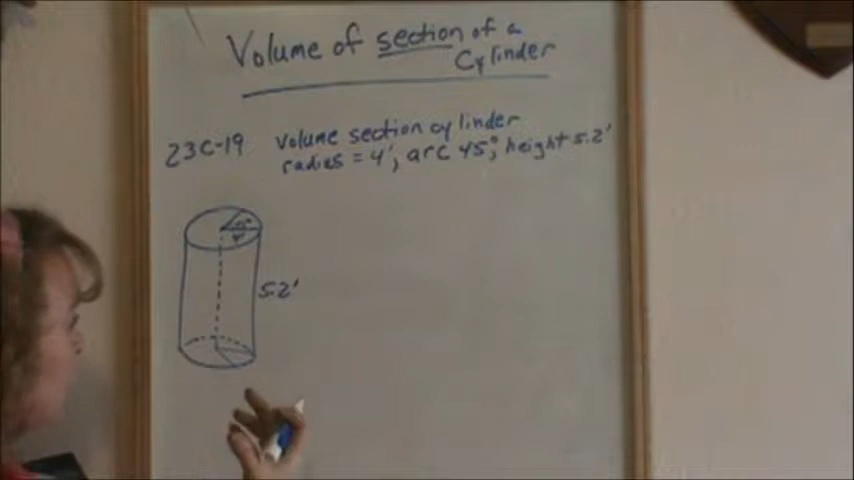 Volume of section of a
Cylinder
23C-19 Volume section cylinder
radius = 4', arc 45°, height 5.2'
45°
4'
5.2'